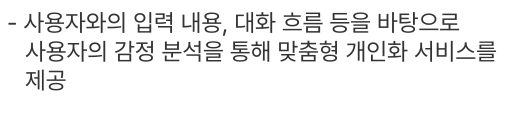 - 사용자와의 입력 내용, 대화 흐름 등을 바탕으로
사용자의 감정 분석을 통해 맞춤형 개인화 서비스를
제공